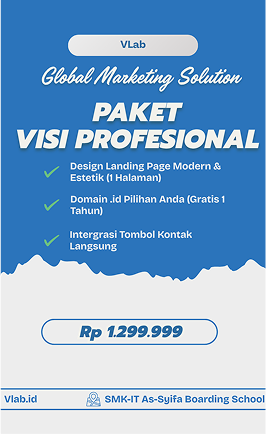 VLab
Global Marketing Solution
PAKET
VISI PROFESIONAL
Design Landing Page Modern &
Estetik (1 Halaman)
Domain .id Pilihan Anda (Gratis 1
Tahun)
Intergrasi Tombol Kontak
Langsung
Rp 1.299.999
Vlab.id
SMK-IT As-Syifa Boarding School